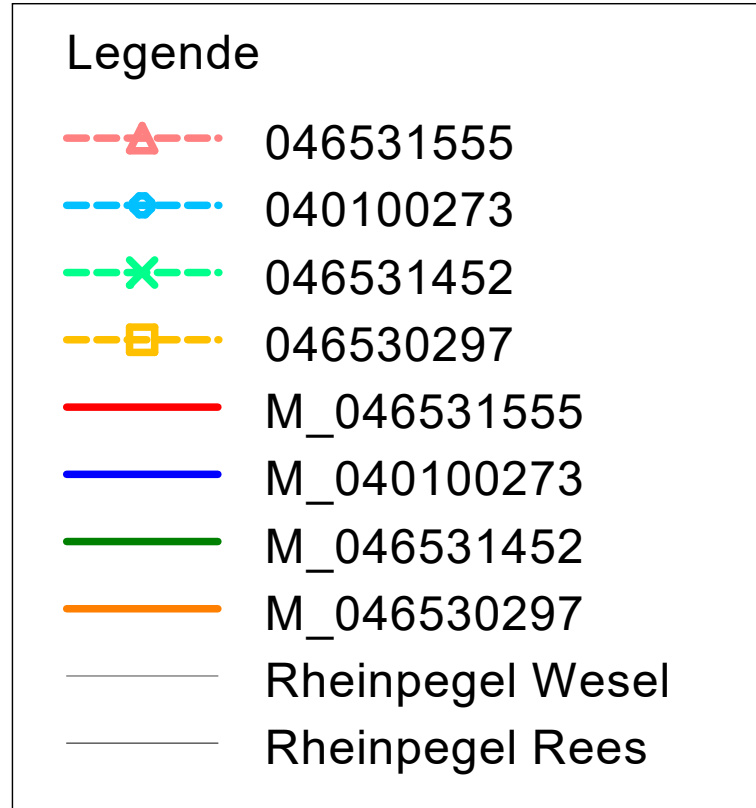 Legende
046531555
040100273
046531452
046530297
M_046531555
M_040100273
M_046531452
M_046530297
Rheinpegel Wesel
Rheinpegel Rees